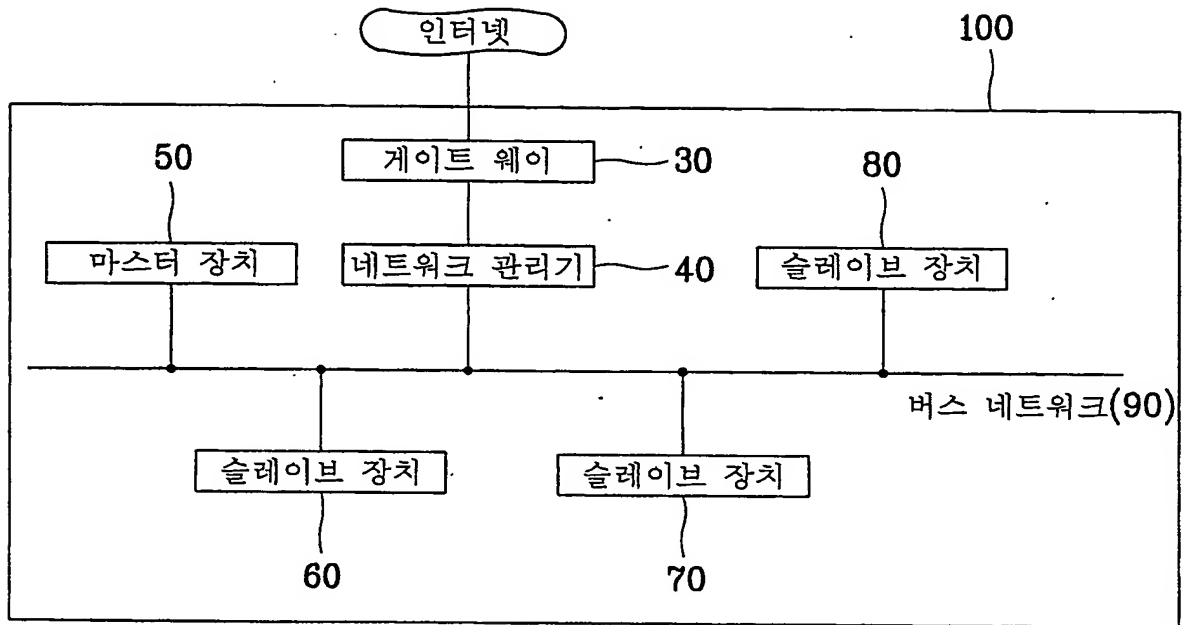 인터넷
100
50
게이트 웨이
30
80
마스터 장치
네트워크 관리기
40
슬레이브 장치
버스 네트워크(90)
슬레이브 장치
슬레이브 장치
60
70